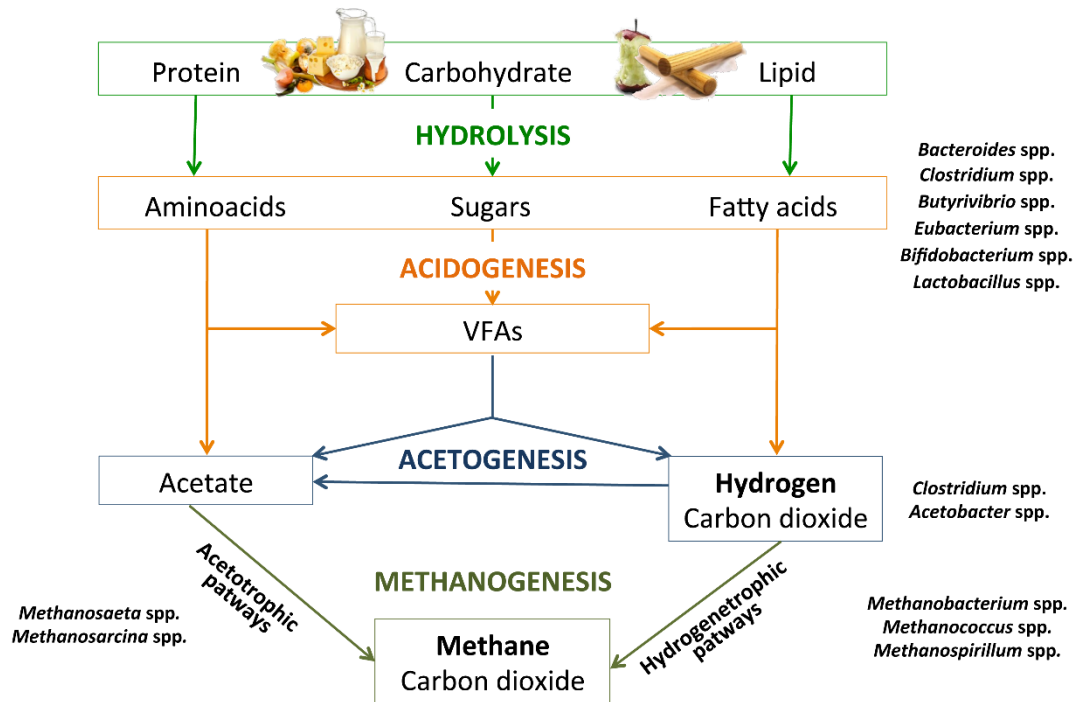 Protein
Carbohydrate
Lipid
HYDROLYSIS
Bacteroides spp.
Clostridium spp.
Butyrivibrio spp.
Eubacterium spp.
Bifidobacterium spp.
Lactobacillus spp.
Aminoacids
Sugars
Fatty acids
ACIDOGENESIS
VFAs
ACETOGENESIS
Acetate
Hydrogen
Carbon dioxide
Clostridium spp.
Acetobacter spp.
Acetotrophic
patways
METHANOGENESIS
Hydrogenetrophic
patways
Methanosaeta spp.
Methanosarcina spp.
Methane
Carbon dioxide
Methanobacterium spp.
Methanococcus spp.
Methanospirillum spp.